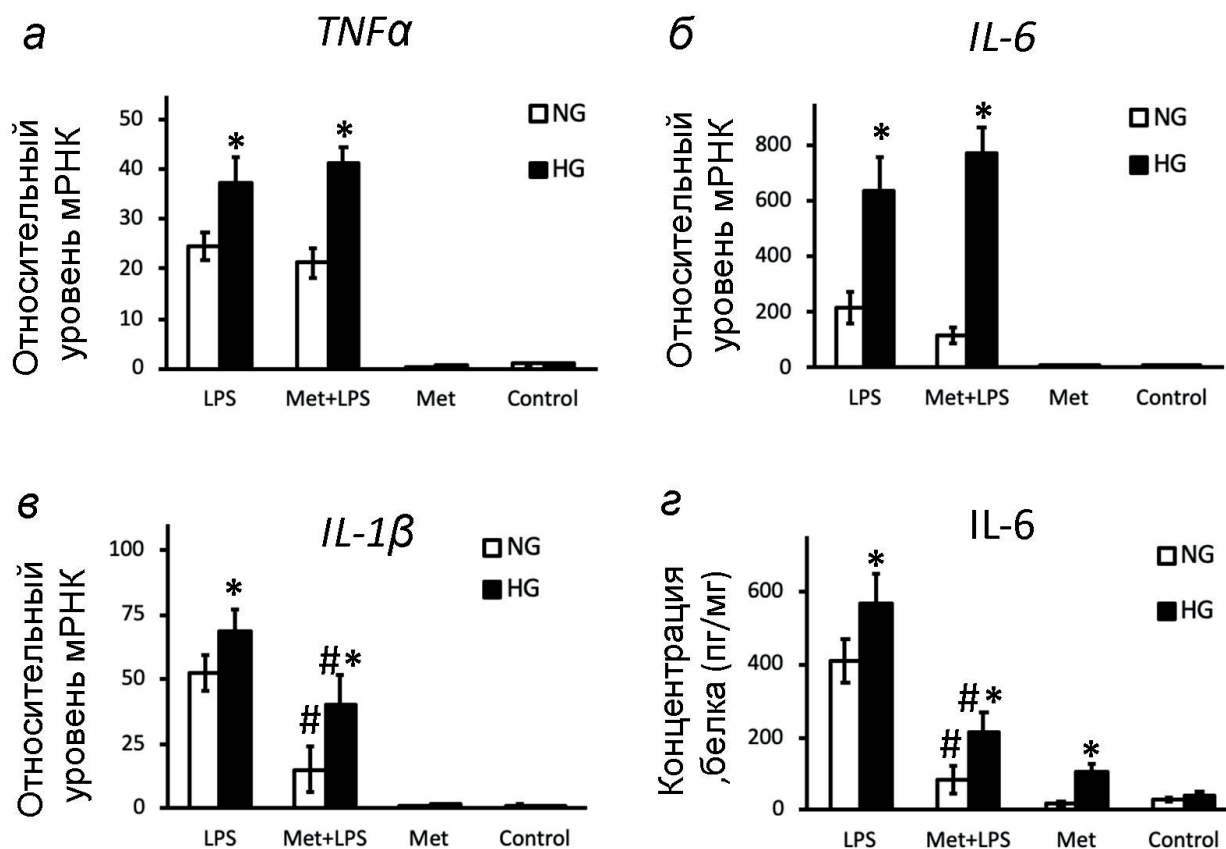 а
TNFα
Относительный
уровень мРНК
50
40
30
20
10
0
NG
HG
*
*
LPS
Met+LPS
Met
Control
б
IL-6
Относительный
уровень мРНК
800
600
400
200
0
NG
HG
*
*
LPS
Met+LPS
Met
Control
в
IL-1β
Относительный
уровень мРНК
100
75
50
25
0
NG
HG
*
#
#*
LPS
Met+LPS
Met
Control
г
IL-6
Концентрация
,белка (пг/мг)
600
400
200
0
NG
HG
*
#
#*
*
LPS
Met+LPS
Met
Control